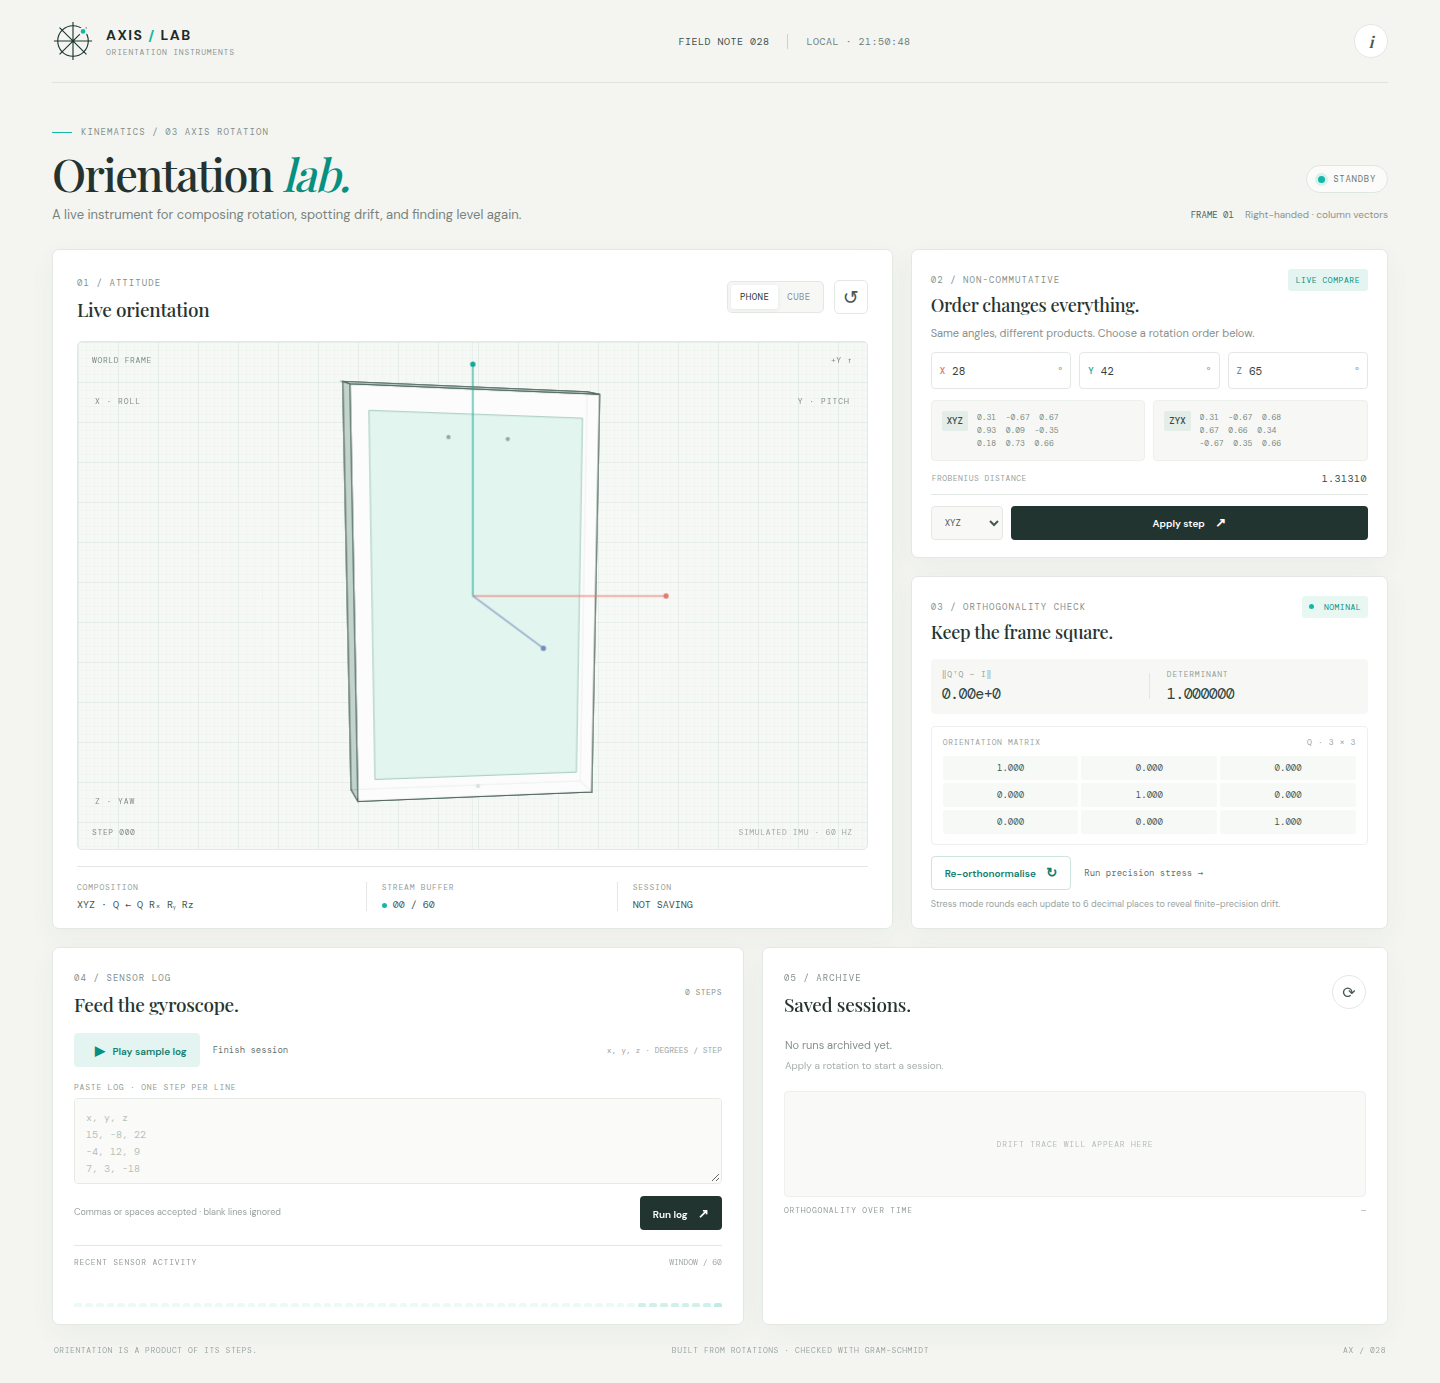 AXIS / LAB
ORIENTATION INSTRUMENTS
FIELD NOTE 028
LOCAL · 21:50:48
i
KINEMATICS / 03 AXIS ROTATION
Orientation lab.
A live instrument for composing rotation, spotting drift, and finding level again.
STANDBY
FRAME 01 Right-handed · column vectors
01 / ATTITUDE
Live orientation
PHONE CUBE ↺
WORLD FRAME
+Y ↑
X · ROLL
Y · PITCH
Z · YAW
STEP 000
SIMULATED IMU · 60 HZ
COMPOSITION
XYZ · Q ← Q Rₓ Rᵧ Rz
STREAM BUFFER
00 / 60
SESSION
NOT SAVING
02 / NON-COMMUTATIVE
LIVE COMPARE
Order changes everything.
Same angles, different products. Choose a rotation order below.
X 28 °
Y 42 °
Z 65 °
XYZ
0.31 -0.67 0.67
0.93 0.09 -0.35
0.18 0.73 0.66
ZYX
0.31 -0.67 0.68
0.67 0.66 0.34
-0.67 0.35 0.66
FROBENIUS DISTANCE
1.31310
XYZ
Apply step ↗
03 / ORTHOGONALITY CHECK
NOMINAL
Keep the frame square.
‖QᵀQ − I‖
0.00e+0
DETERMINANT
1.000000
ORIENTATION MATRIX
Q · 3 × 3
1.000 0.000 0.000
0.000 1.000 0.000
0.000 0.000 1.000
Re-orthonormalise ↻
Run precision stress →
Stress mode rounds each update to 6 decimal places to reveal finite-precision drift.
04 / SENSOR LOG
Feed the gyroscope.
0 STEPS
▶ Play sample log
Finish session
x, y, z · DEGREES / STEP
PASTE LOG · ONE STEP PER LINE
x, y, z
15, -8, 22
-4, 12, 9
7, 3, -18
Commas or spaces accepted · blank lines ignored
Run log ↗
RECENT SENSOR ACTIVITY
WINDOW / 60
05 / ARCHIVE
Saved sessions.
⟳
No runs archived yet.
Apply a rotation to start a session.
DRIFT TRACE WILL APPEAR HERE
ORTHOGONALITY OVER TIME
—
ORIENTATION IS A PRODUCT OF ITS STEPS.
BUILT FROM ROTATIONS · CHECKED WITH GRAM-SCHMIDT
AX / 028